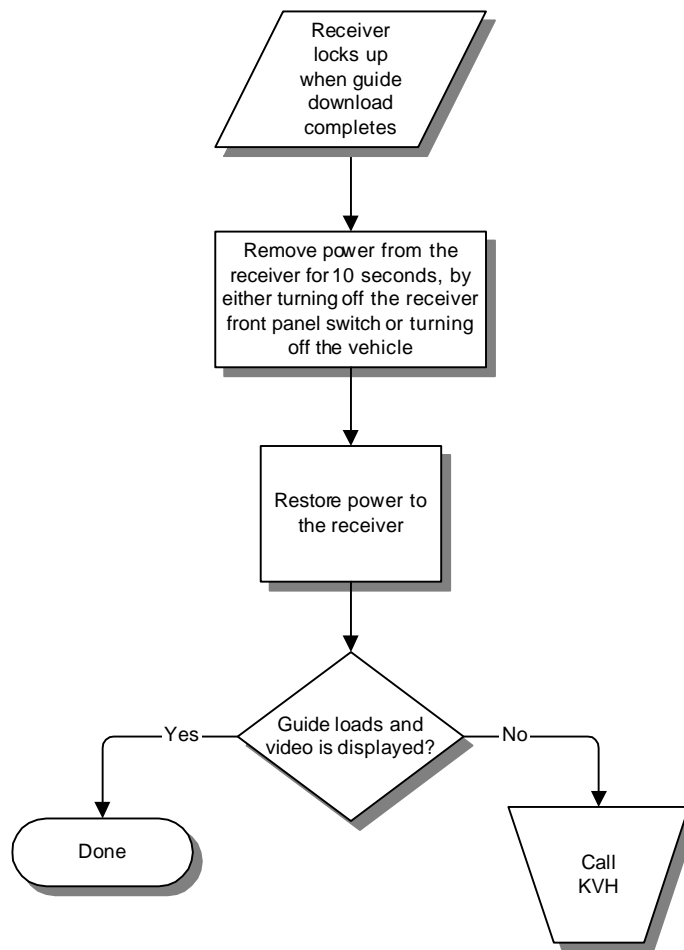 Receiver
locks up
when guide
download
completes
Remove power from the
receiver for 10 seconds, by
either turning off the receiver
front panel switch or turning
off the vehicle
Restore power to
the receiver
Guide loads and
video is displayed?
Yes
No
Done
Call
KVH